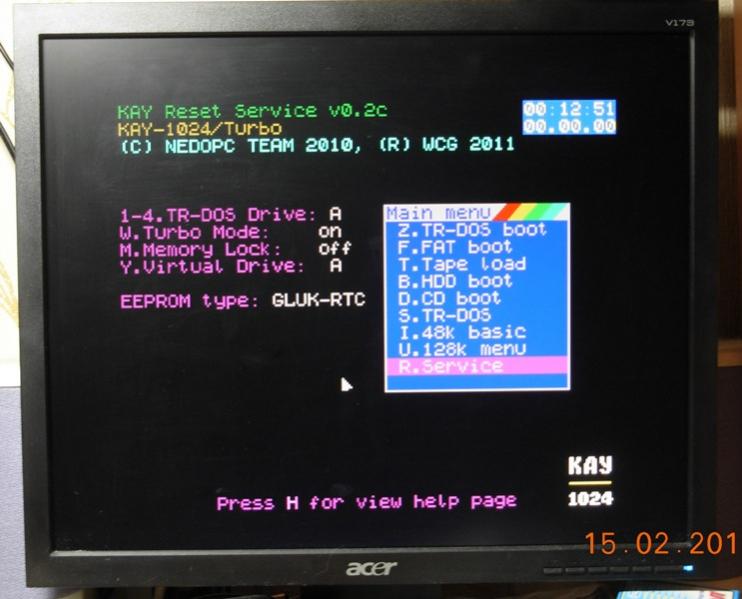 V173
KAY Reset Service v0.2c
KAY-1024/Turbo
(C) NEDOPC TEAM 2010, (R) WCG 2011
00:12:51
00.00.00
1-4.TR-DOS Drive: A
W.Turbo Mode: on
M.Memory Lock: off
Y.Virtual Drive: A
EEPROM type: GLUK-RTC
Main menu
Z.TR-DOS boot
F.FAT boot
T.Tape load
B.HDD boot
D.CD boot
S.TR-DOS
I.48k basic
U.128k menu
R.Service
KAY
1024
Press H for view help page
15.02.201
acer